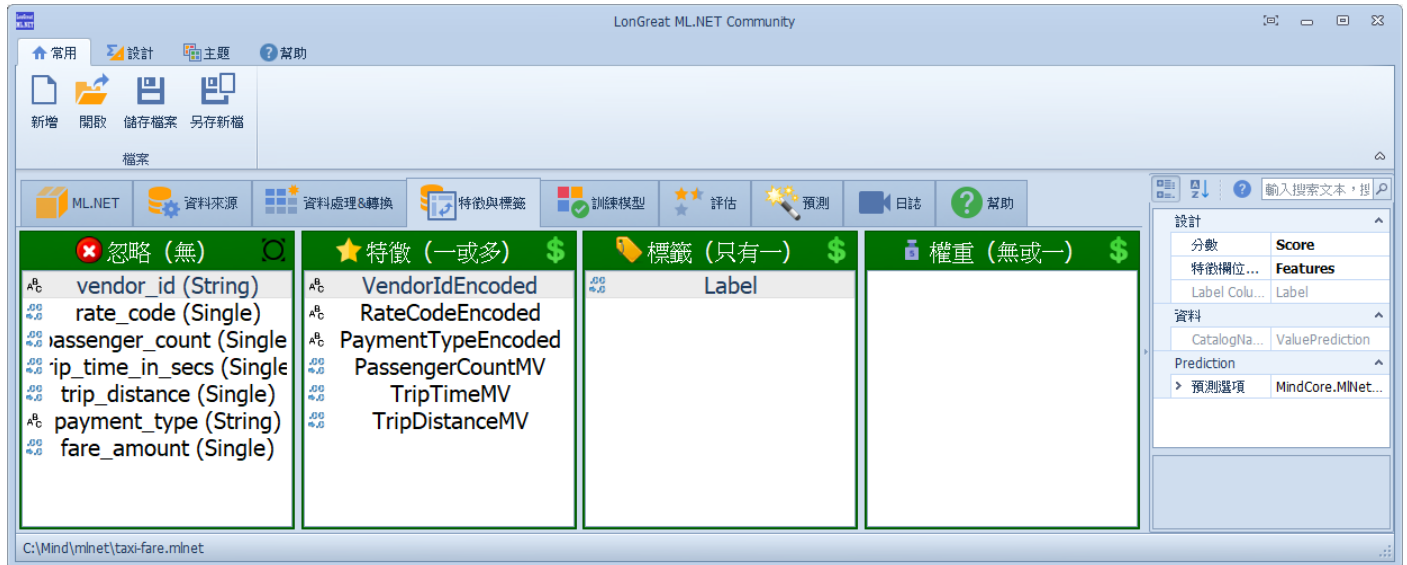 LonGreat ML.NET Community
常用 設計 主題 幫助
新增 開啟 儲存檔案 另存新檔
檔案
ML.NET 資料來源 資料處理&轉換 特徵與標籤 訓練模型 評估 預測 日誌 幫助
輸入搜索文本，搜
忽略（無） 特徵（一或多） 標籤（只有一） 權重（無或一）
vendor_id (String)
rate_code (Single)
passenger_count (Single
trip_time_in_secs (Single
trip_distance (Single)
payment_type (String)
fare_amount (Single)
VendorIdEncoded
RateCodeEncoded
PaymentTypeEncoded
PassengerCountMV
TripTimeMV
TripDistanceMV
Label
設計
分數 Score
特徵欄位... Features
Label Colu... Label
資料
CatalogNa... ValuePrediction
Prediction
預測選項 MindCore.MlNet...
C:\Mind\mlnet\taxi-fare.mlnet